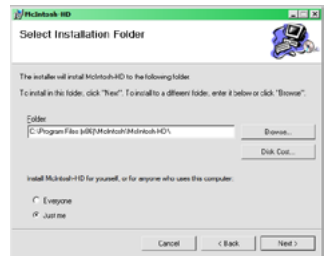 McIntosh-HD
Select Installation Folder
The installer will install McIntosh-HD to the following folder.
To install in this folder, click "Next". To install to a different folder, enter it below or click "Browse".
Folder:
C:\Program Files (x86)\McIntosh\McIntosh-HD\
Browse...
Disk Cost...
Install McIntosh-HD for yourself, or for anyone who uses this computer:
Everyone
Just me
Cancel
< Back
Next >